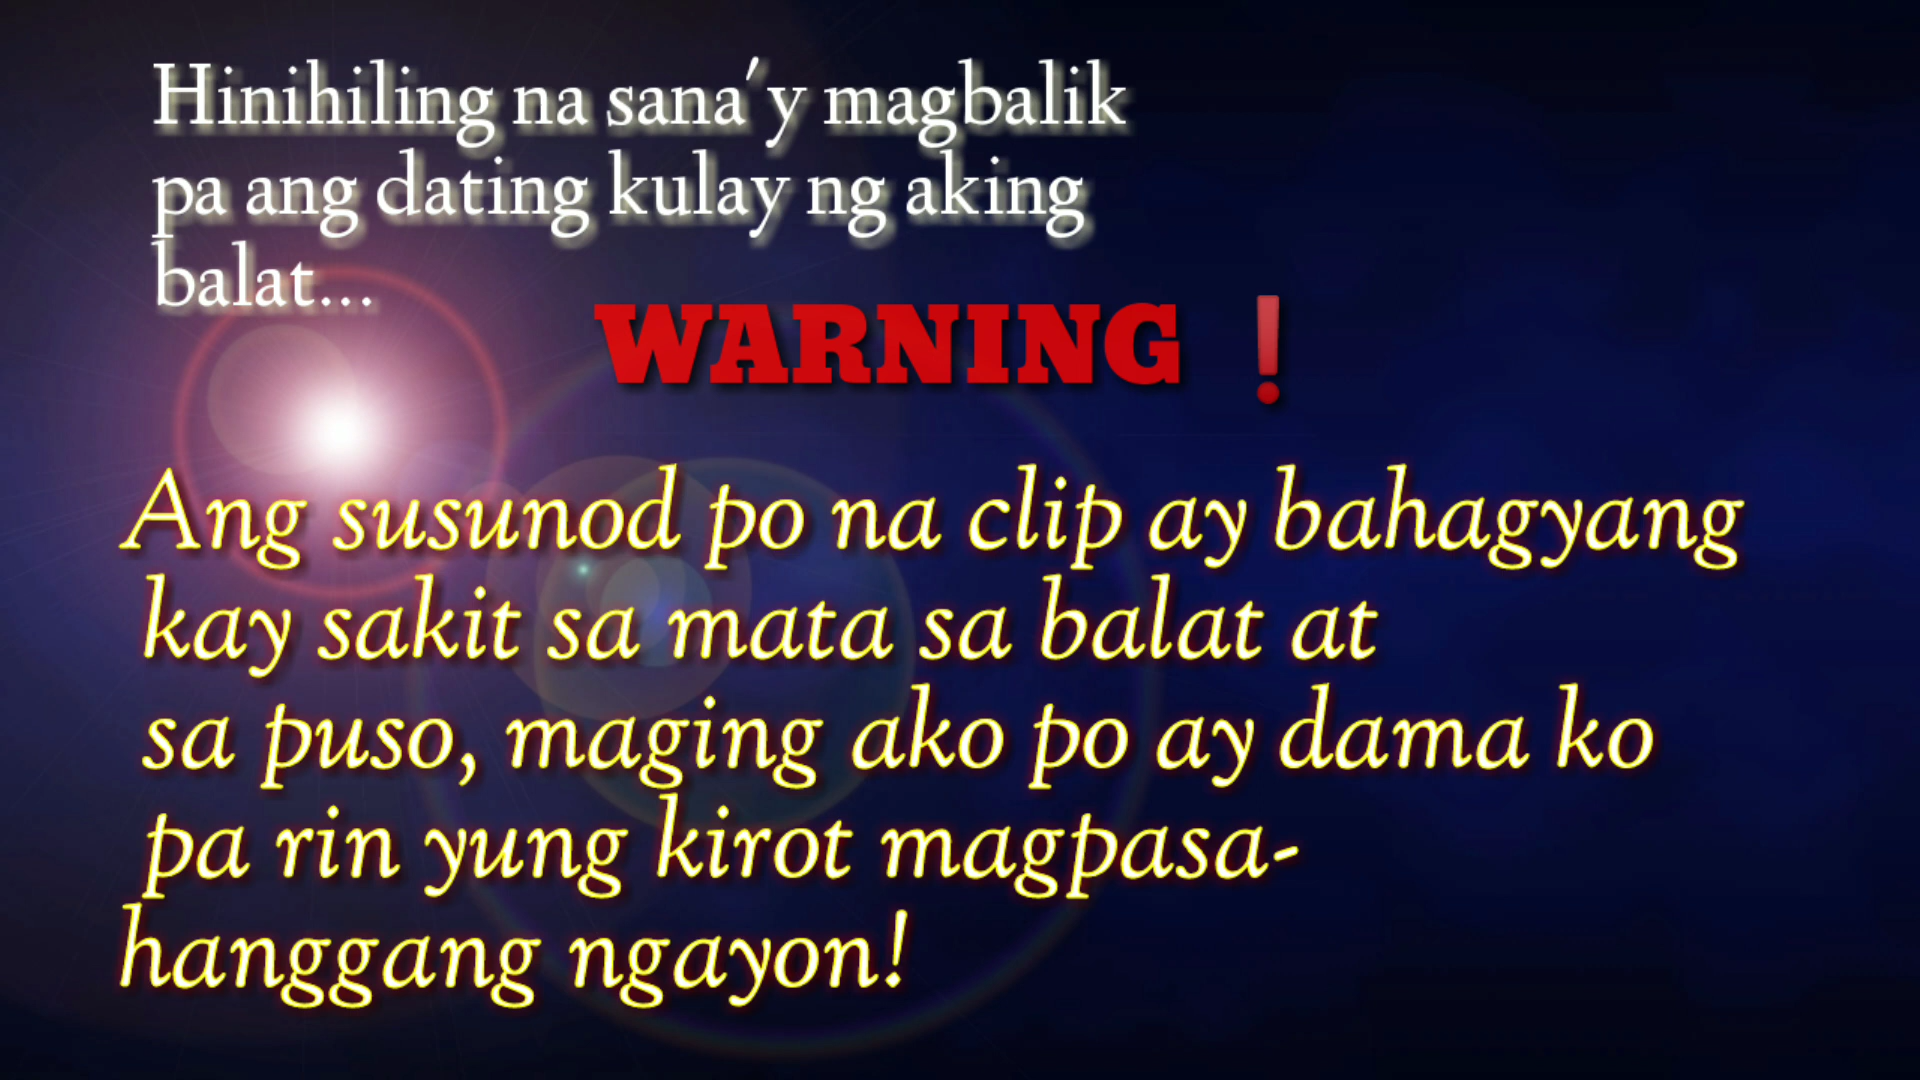 Hinihiling na sana'y magbalik
pa ang dating kulay ng aking
balat...
WARNING ❗
Ang susunod po na clip ay bahagyang
kay sakit sa mata sa balat at
sa puso, maging ako po ay dama ko
pa rin yung kirot magpasa-
hanggang ngayon!